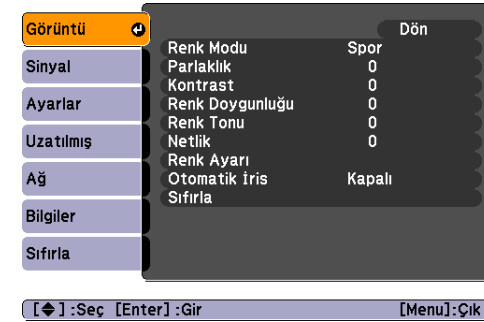 Görüntü
Sinyal
Ayarlar
Uzatılmış
Ağ
Bilgiler
Sıfırla
Dön
Renk Modu Spor
Parlaklık 0
Kontrast 0
Renk Doygunluğu 0
Renk Tonu 0
Netlik 0
Renk Ayarı
Otomatik İris Kapalı
Sıfırla
[◆] :Seç [Enter] :Gir [Menu]:Çık